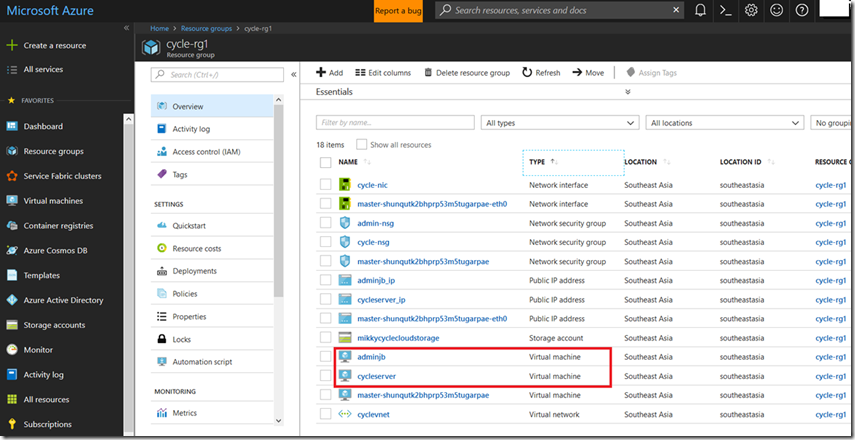 Microsoft Azure
Report a bug
Search resources, services and docs
Home > Resource groups > cycle-rg1
cycle-rg1
Resource group
Create a resource
All services
FAVORITES
Dashboard
Resource groups
Service Fabric clusters
Virtual machines
Container registries
Azure Cosmos DB
Templates
Azure Active Directory
Storage accounts
Monitor
Activity log
All resources
Subscriptions
Search (Ctrl+/)
Overview
Activity log
Access control (IAM)
Tags
SETTINGS
Quickstart
Resource costs
Deployments
Policies
Properties
Locks
Automation script
MONITORING
Metrics
Add Edit columns Delete resource group Refresh Move Assign Tags
Essentials
Filter by name... All types All locations No groupin
18 items Show all resources
NAME TYPE LOCATION LOCATION ID RESOURCE G
cycle-nic Network interface Southeast Asia southeastasia cycle-rg1
master-shunqutk2bhprp53m5tugarpae-eth0 Network interface Southeast Asia southeastasia cycle-rg1
admin-nsg Network security group Southeast Asia southeastasia cycle-rg1
cycle-nsg Network security group Southeast Asia southeastasia cycle-rg1
master-shunqutk2bhprp53m5tugarpae Network security group Southeast Asia southeastasia cycle-rg1
adminjb_ip Public IP address Southeast Asia southeastasia cycle-rg1
cycleserver_ip Public IP address Southeast Asia southeastasia cycle-rg1
master-shunqutk2bhprp53m5tugarpae-eth0 Public IP address Southeast Asia southeastasia cycle-rg1
mikkycyclecloudstorage Storage account Southeast Asia southeastasia cycle-rg1
adminjb Virtual machine Southeast Asia southeastasia cycle-rg1
cycleserver Virtual machine Southeast Asia southeastasia cycle-rg1
master-shunqutk2bhprp53m5tugarpae Virtual machine Southeast Asia southeastasia cycle-rg1
cyclevnet Virtual network Southeast Asia southeastasia cycle-rg1